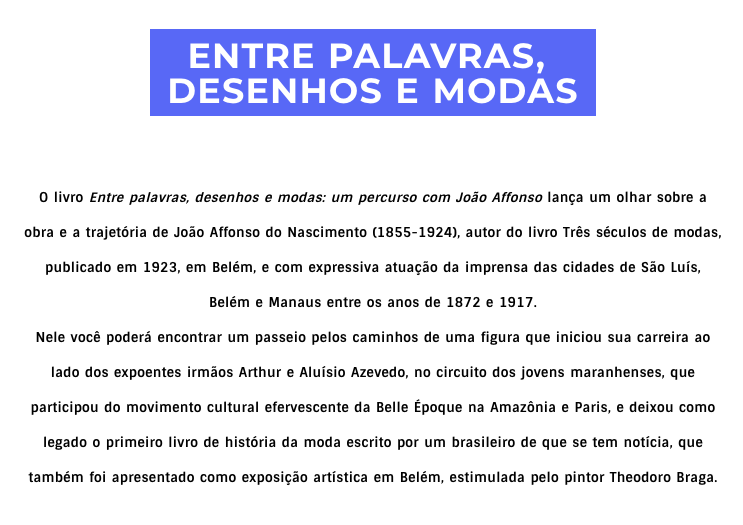 ENTRE PALAVRAS,
DESENHOS E MODAS
O livro Entre palavras, desenhos e modas: um percurso com João Affonso lança um olhar sobre a
obra e a trajetória de João Affonso do Nascimento (1855-1924), autor do livro Três séculos de modas,
publicado em 1923, em Belém, e com expressiva atuação da imprensa das cidades de São Luís,
Belém e Manaus entre os anos de 1872 e 1917.
Nele você poderá encontrar um passeio pelos caminhos de uma figura que iniciou sua carreira ao
lado dos expoentes irmãos Arthur e Aluísio Azevedo, no circuito dos jovens maranhenses, que
participou do movimento cultural efervescente da Belle Époque na Amazônia e Paris, e deixou como
legado o primeiro livro de história da moda escrito por um brasileiro de que se tem notícia, que
também foi apresentado como exposição artística em Belém, estimulada pelo pintor Theodoro Braga.